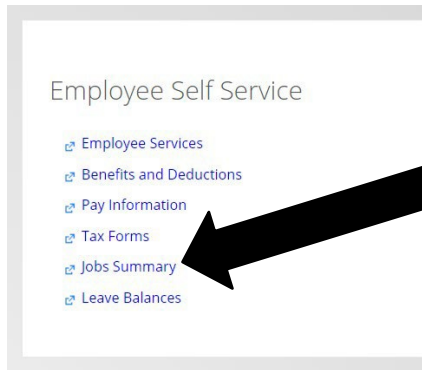 Employee Self Service
Employee Services
Benefits and Deductions
Pay Information
Tax Forms
Jobs Summary
Leave Balances